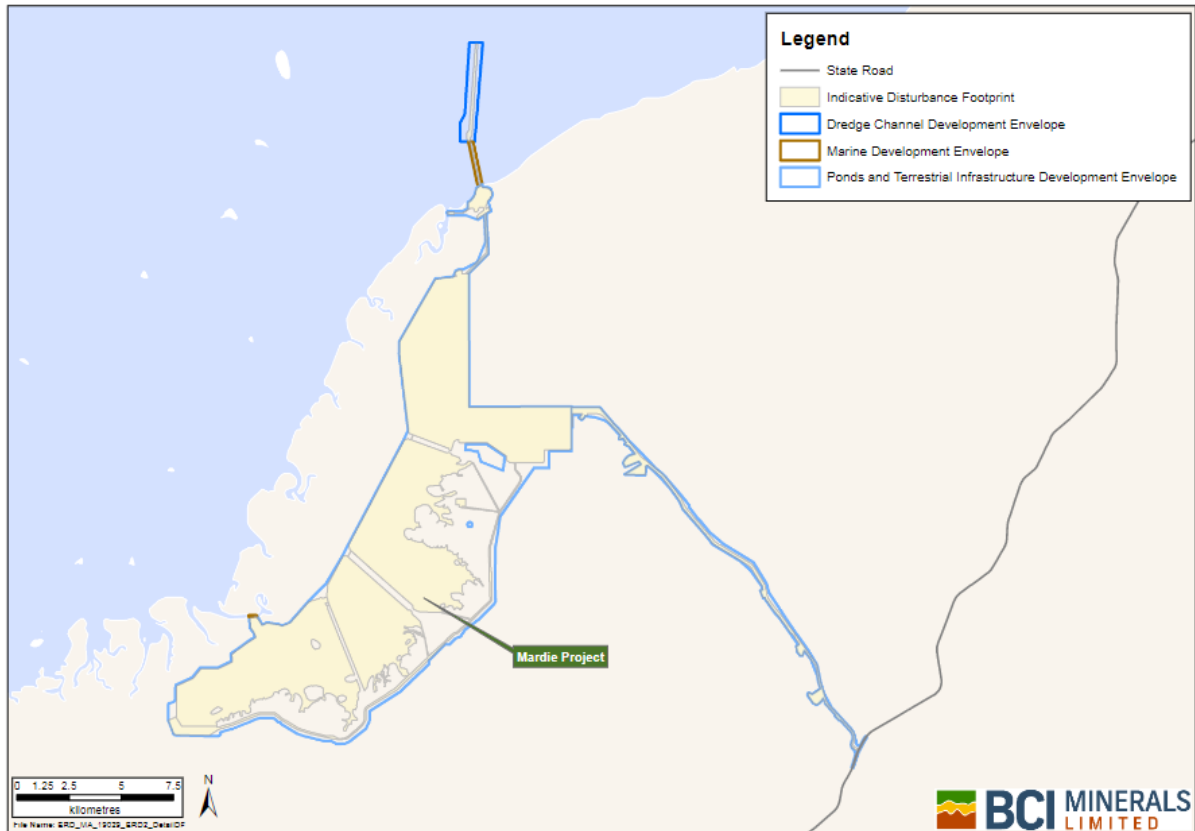 Legend
State Road
Indicative Disturbance Footprint
Dredge Channel Development Envelope
Marine Development Envelope
Ponds and Terrestrial Infrastructure Development Envelope
Mardie Project
0 1.25 2.5 5 7.5
kilometres
N
BCI MINERALS
LIMITED